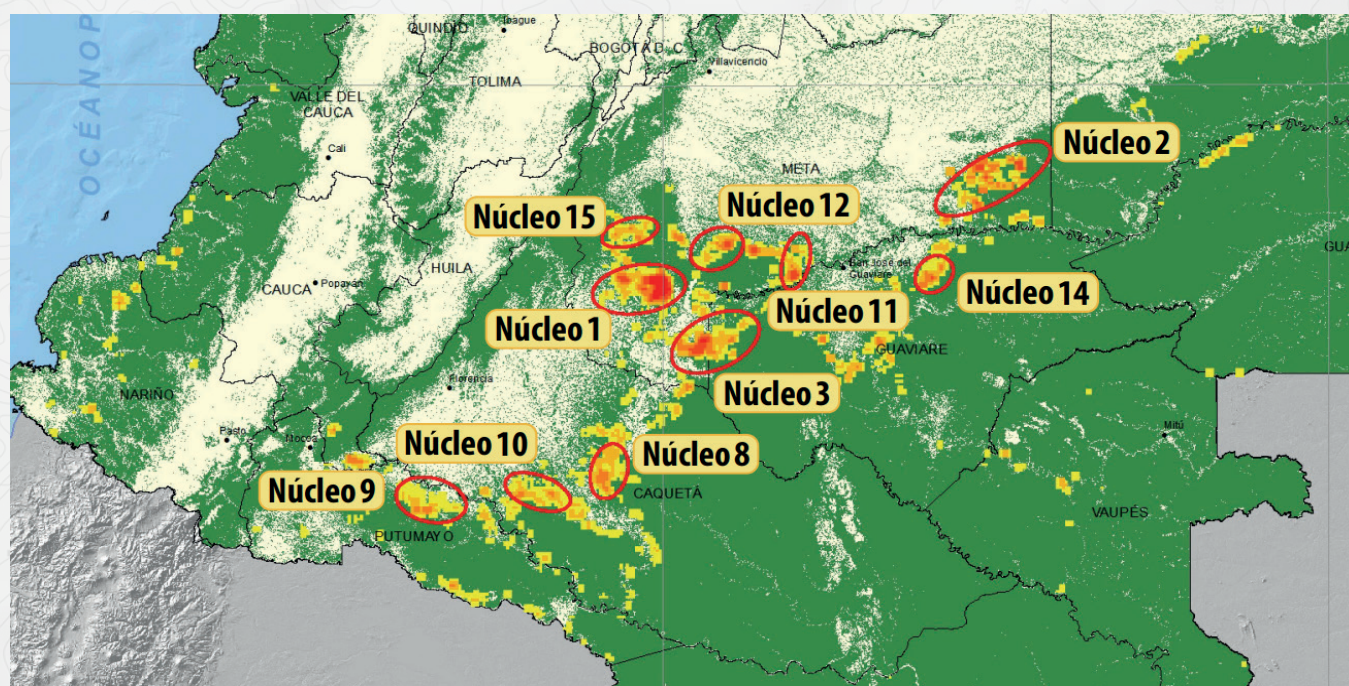 OCÉANO P
QUINDIO
Ibague
BOGOTÁ D. C
Villavicencio
TOLIMA
VALLE DEL
CAUCA
Cali
META
Núcleo 2
Núcleo 15
Núcleo 12
HUILA
San José del
Guaviare
GUA
CAUCA
Popayán
Núcleo 14
Núcleo 1
Núcleo 11
GUAVIARE
Florencia
Núcleo 3
NARIÑO
Pasto
Mocoa
Mitú
Núcleo 10
Núcleo 8
Núcleo 9
CAQUETÁ
VAUPÉS
PUTUMAYO